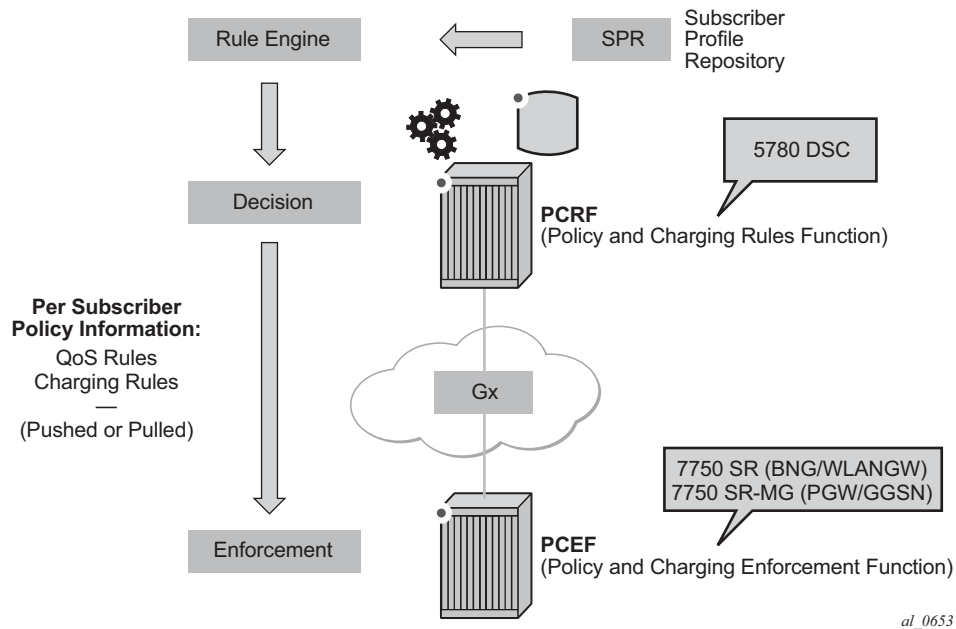 Rule Engine
SPR
Subscriber
Profile
Repository
5780 DSC
Decision
PCRF
(Policy and Charging Rules Function)
Per Subscriber
Policy Information:
QoS Rules
Charging Rules
—
(Pushed or Pulled)
Gx
7750 SR (BNG/WLANGW)
7750 SR-MG (PGW/GGSN)
Enforcement
PCEF
(Policy and Charging Enforcement Function)
al_0653